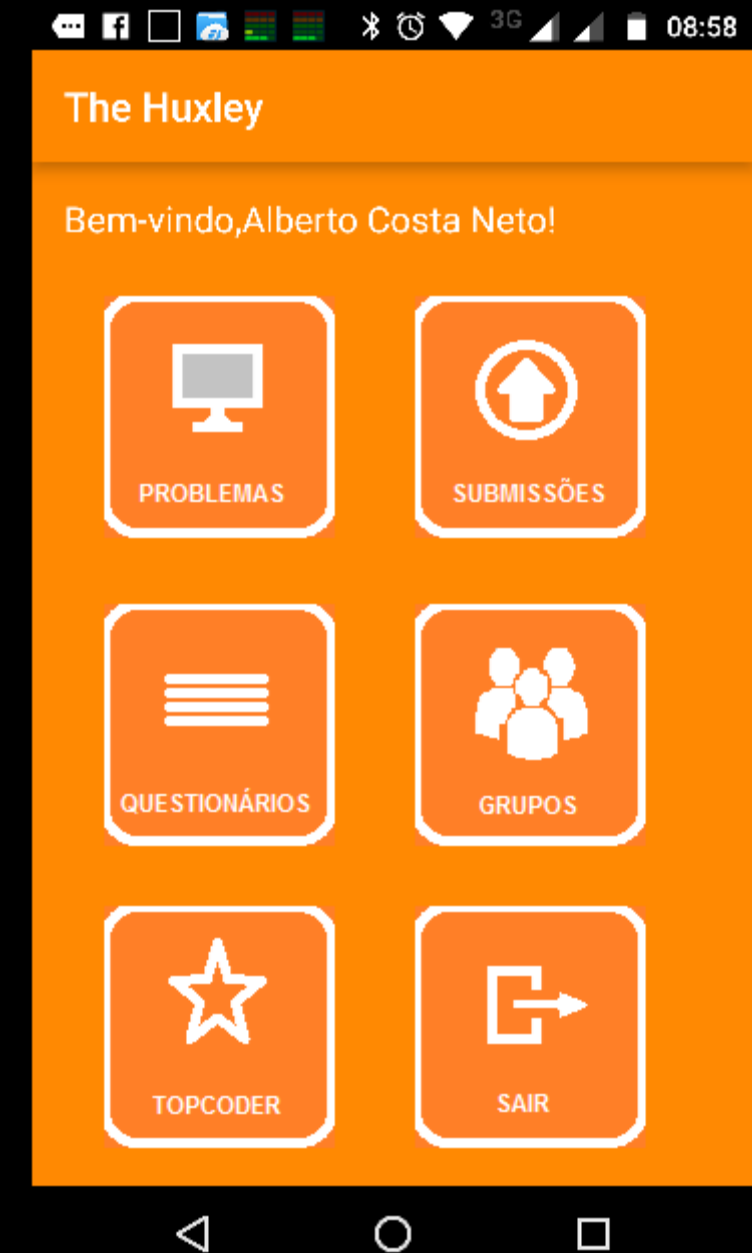 3G 08:58
The Huxley
Bem-vindo,Alberto Costa Neto!
PROBLEMAS SUBMISSÕES
QUESTIONÁRIOS GRUPOS
TOPCODER SAIR